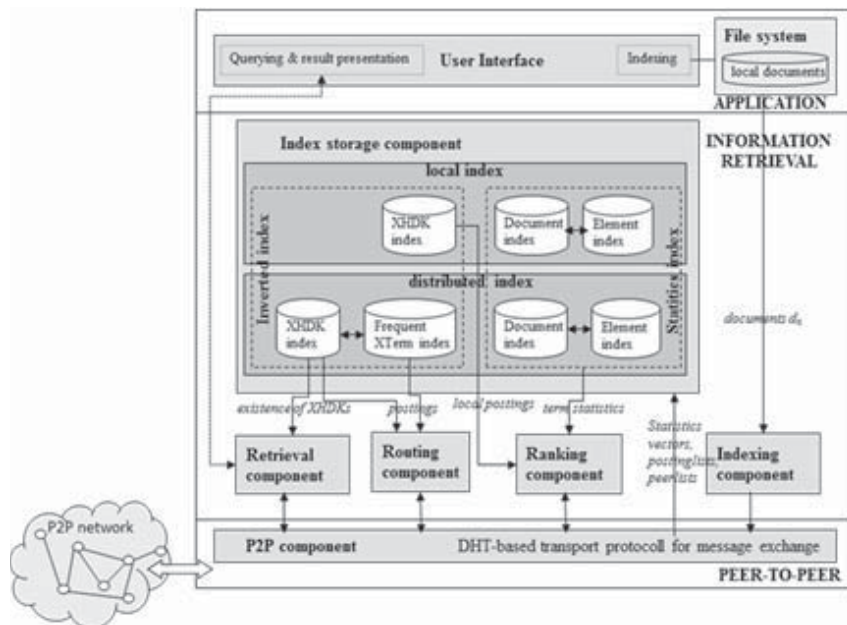 Querying & result presentation
User Interface
Indexing
File system
local documents
APPLICATION
Index storage component
INFORMATION
RETRIEVAL
local index
XHDK
index
Document
index
Element
index
Inverted index
Statitics index
distributed index
XHDK
index
Frequent
XTerm index
Document
index
Element
index
documents dₙ
existence of XHDKs
postings
local postings
term statistics
Statistics
vectors,
postinglists,
peerlists
Retrieval
component
Routing
component
Ranking
component
Indexing
component
P2P network
P2P component
DHT-based transport protocoll for message exchange
PEER-TO-PEER